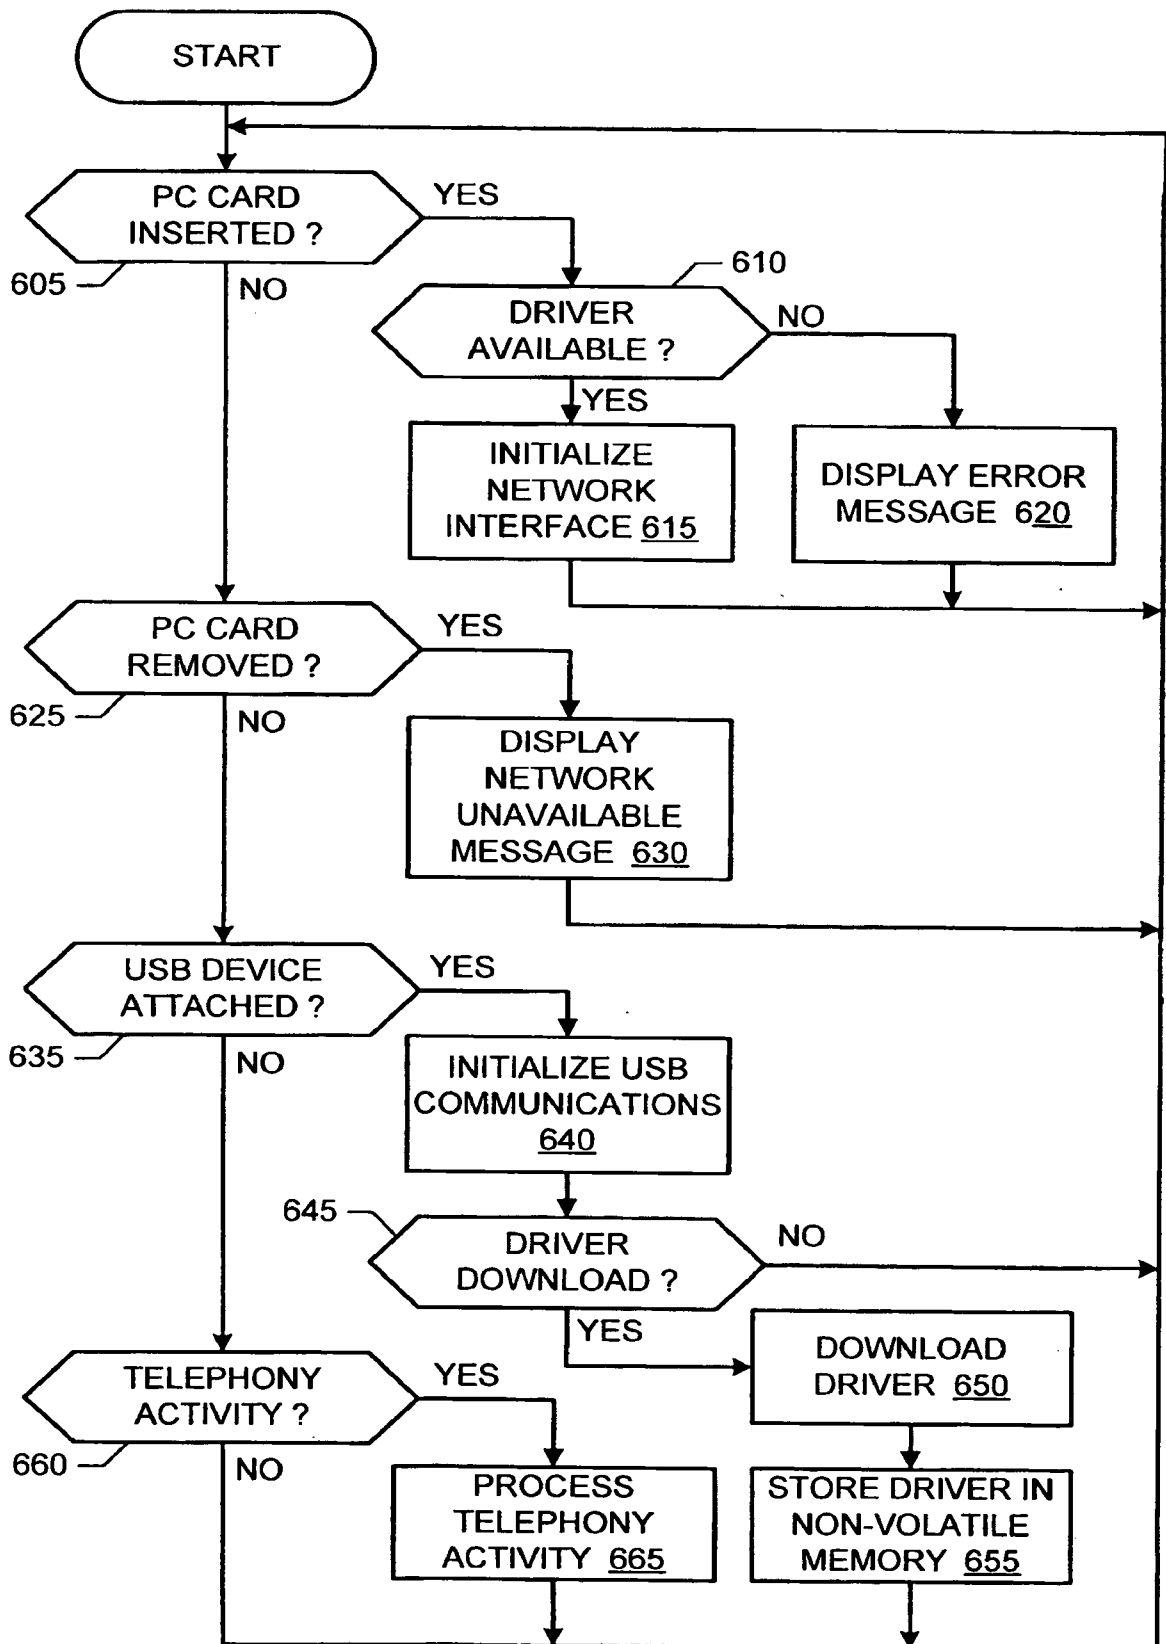 START
PC CARD
INSERTED ?
YES
605
NO
610
DRIVER
AVAILABLE ?
NO
YES
INITIALIZE
NETWORK
INTERFACE 615
DISPLAY ERROR
MESSAGE 620
PC CARD
REMOVED ?
YES
625
NO
DISPLAY
NETWORK
UNAVAILABLE
MESSAGE 630
USB DEVICE
ATTACHED ?
YES
635
NO
INITIALIZE USB
COMMUNICATIONS
640
645
DRIVER
DOWNLOAD ?
NO
YES
DOWNLOAD
DRIVER 650
TELEPHONY
ACTIVITY ?
YES
660
NO
PROCESS
TELEPHONY
ACTIVITY 665
STORE DRIVER IN
NON-VOLATILE
MEMORY 655